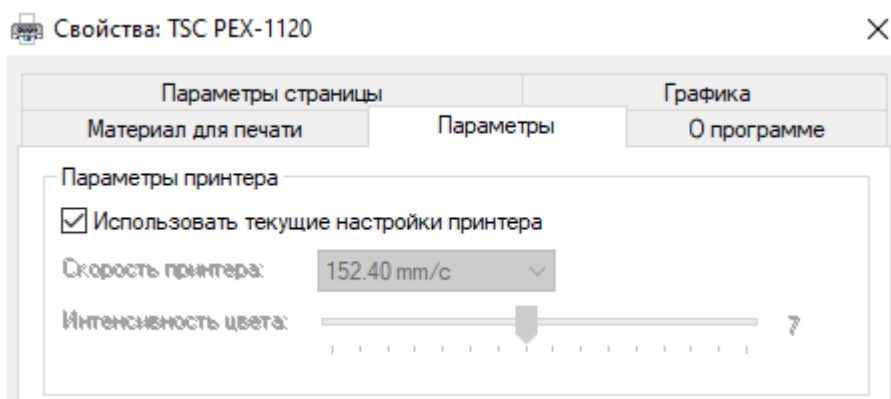 Свойства: TSC PEX-1120
Параметры страницы
Графика
Материал для печати
Параметры
О программе
Параметры принтера
Использовать текущие настройки принтера
Скорость принтера: 152.40 mm/с
Интенсивность цвета: 7